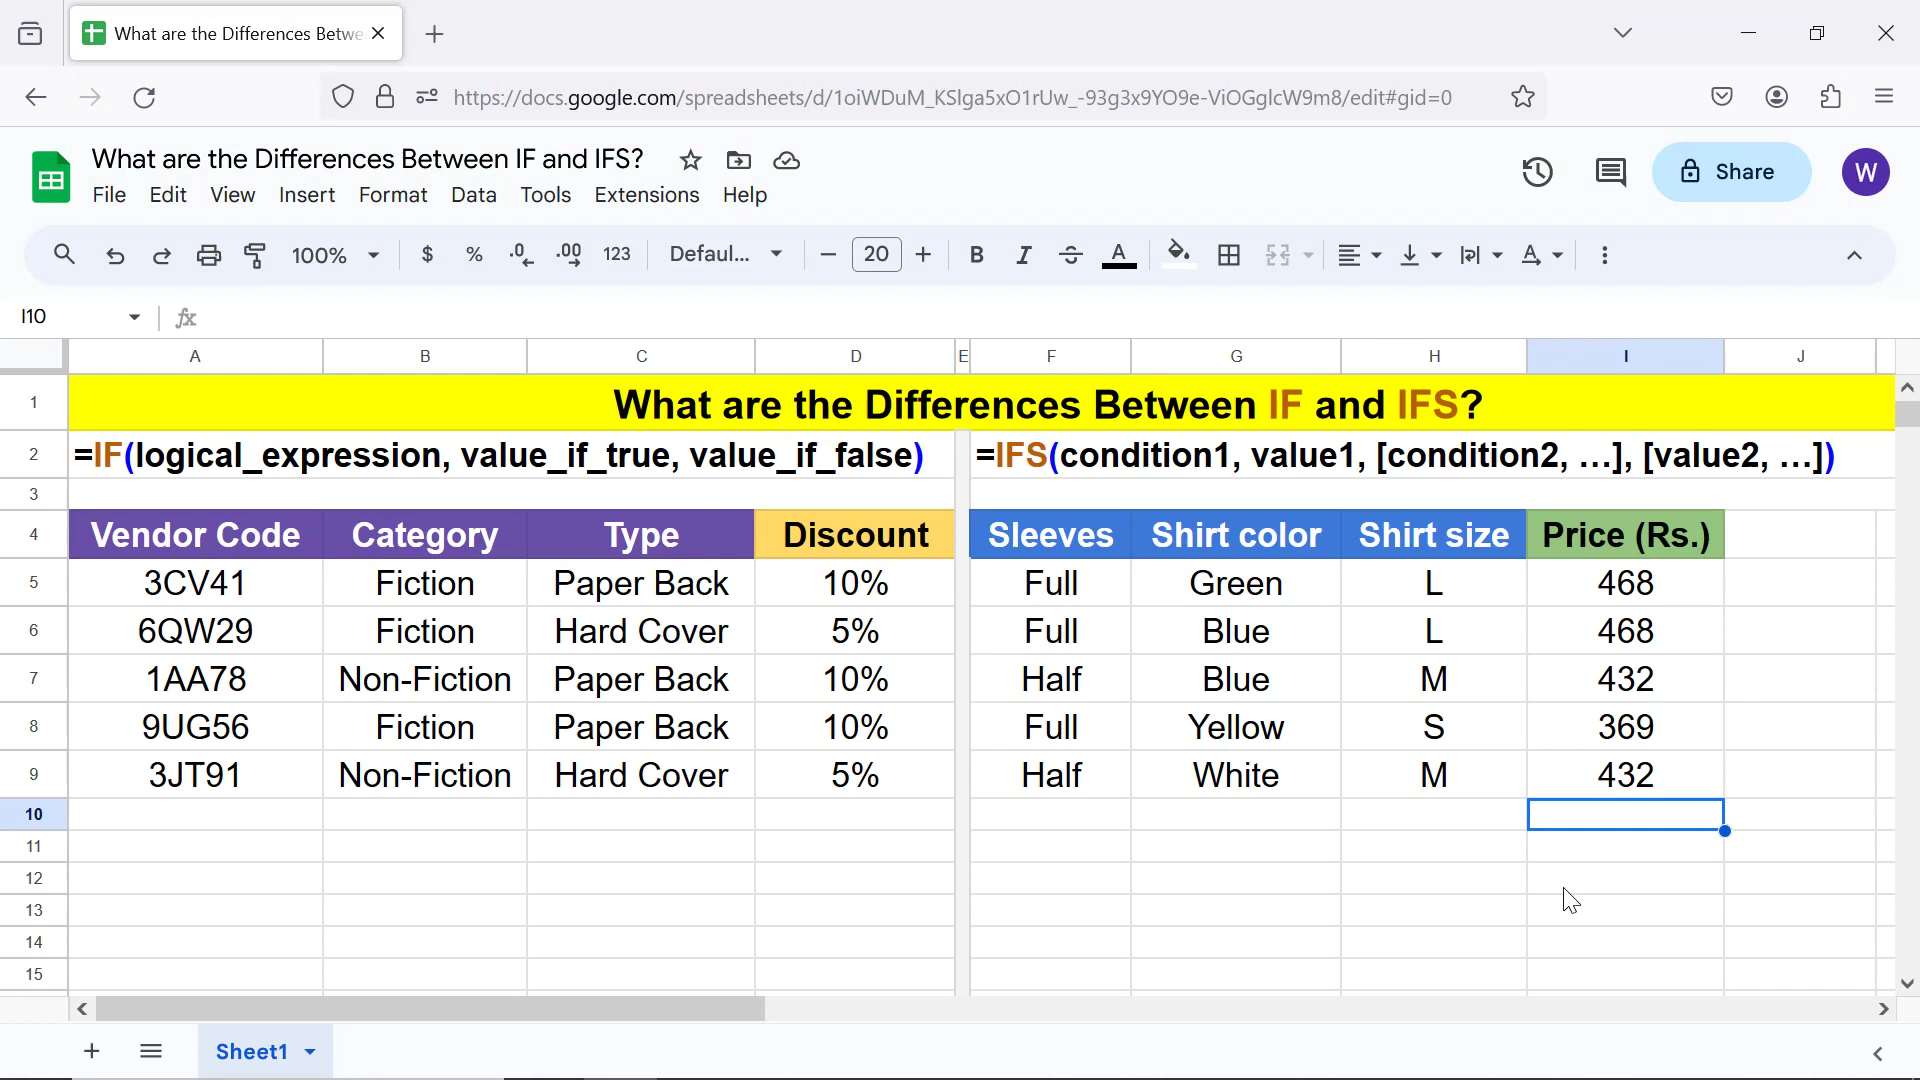 What are the Differences Betwe
https://docs.google.com/spreadsheets/d/1oiWDuM_KSlga5xO1rUw_-93g3x9YO9e-ViOGglcW9m8/edit#gid=0
What are the Differences Between IF and IFS?
File Edit View Insert Format Data Tools Extensions Help
Share
W
100% $ % .0 .00 123 Defaul... 20 B I S A
I10 fx
A B C D E F G H I J
1 What are the Differences Between IF and IFS?
2 =IF(logical_expression, value_if_true, value_if_false) =IFS(condition1, value1, [condition2, ...], [value2, ...])
3
4 Vendor Code Category Type Discount Sleeves Shirt color Shirt size Price (Rs.)
5 3CV41 Fiction Paper Back 10% Full Green L 468
6 6QW29 Fiction Hard Cover 5% Full Blue L 468
7 1AA78 Non-Fiction Paper Back 10% Half Blue M 432
8 9UG56 Fiction Paper Back 10% Full Yellow S 369
9 3JT91 Non-Fiction Hard Cover 5% Half White M 432
10
11
12
13
14
15
Sheet1